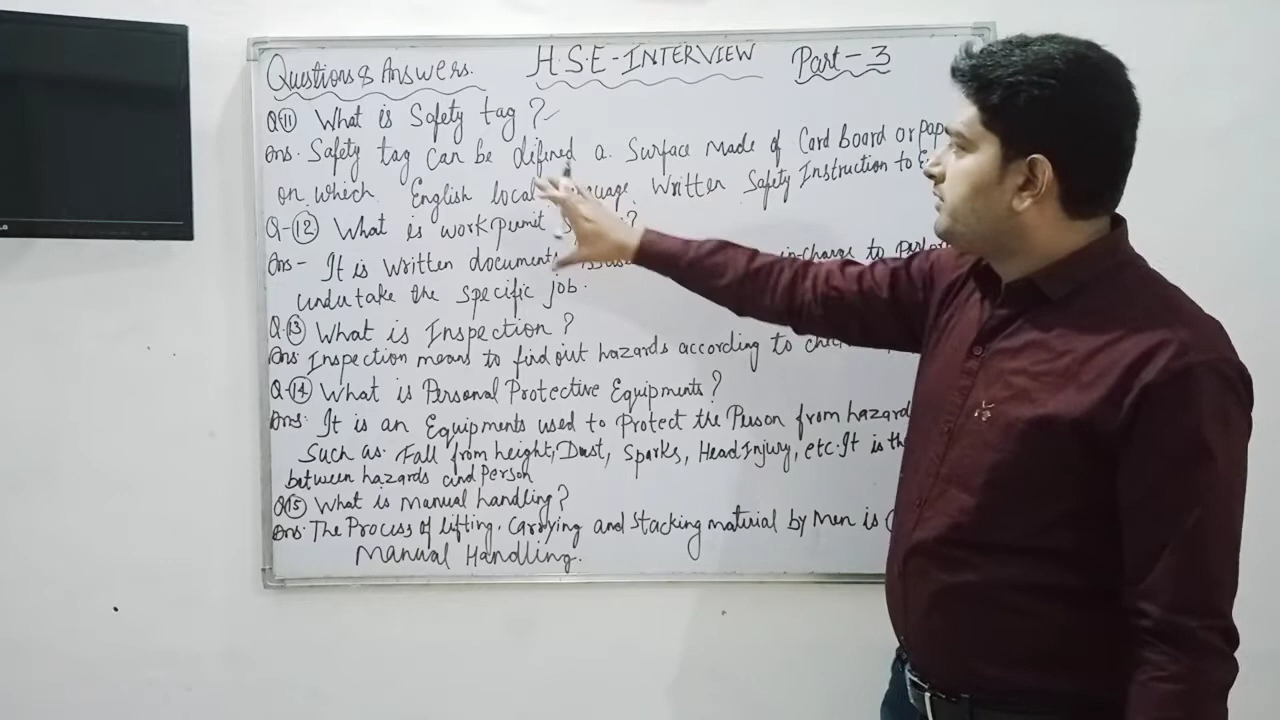 Questions & Answers. H.S.E-INTERVIEW Part-3
Q-11 What is Safety tag?
Ans. Safety tag can be difined a. Surface made of Card Board or
on which English local Written Safety Instruction to
Q-12 What is work
Ans- It is Written document in-charge to
undutake the Specific job.
Q.13 What is Inspection?
Ans Inspection means to find out hazards according to
Q-14 What is Personal Protective Equipments?
Ans. It is an Equipments used to Protect the Person from hazard
Such as. Fall from height, Dust, Sparks, Head Injury, etc. It is
between hazards and Person
Q15 What is Manual handling?
Ans. The Process of lifting. Carrying and Stacking material by Men is
Manual Handling.